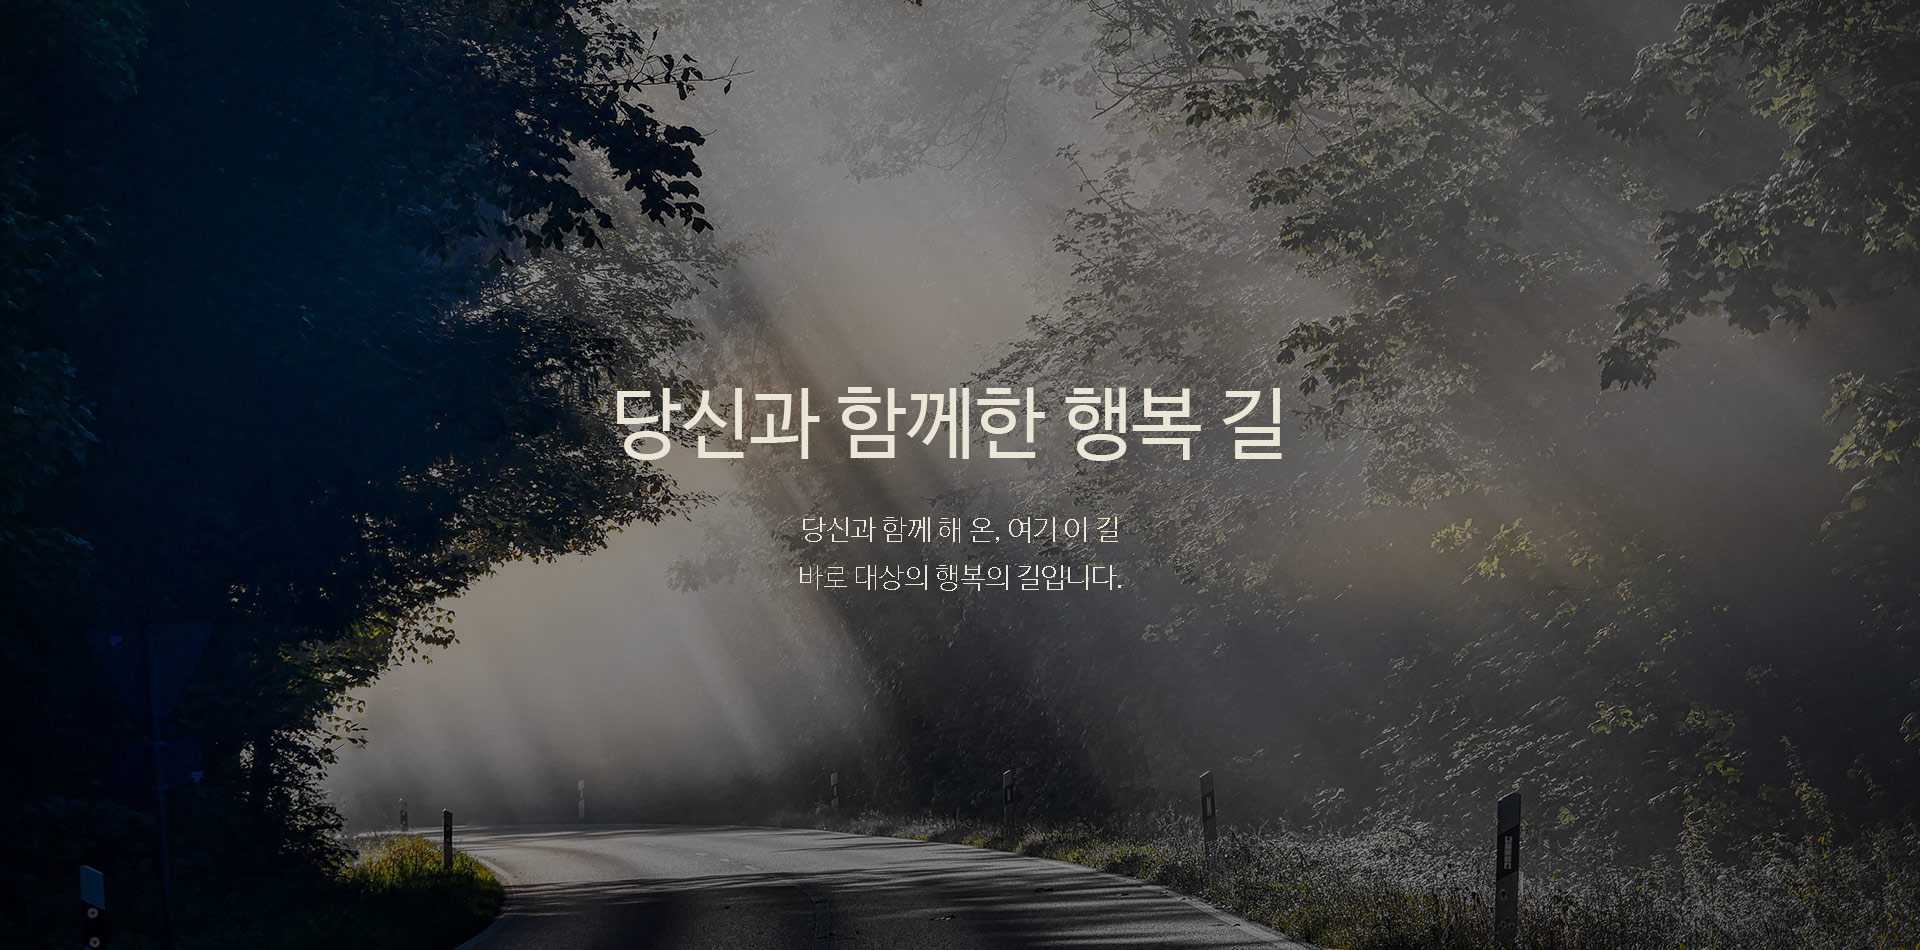 당신과 함께한 행복 길
당신과 함께 해 온, 여기 이 길
바로 대상의 행복의 길입니다.